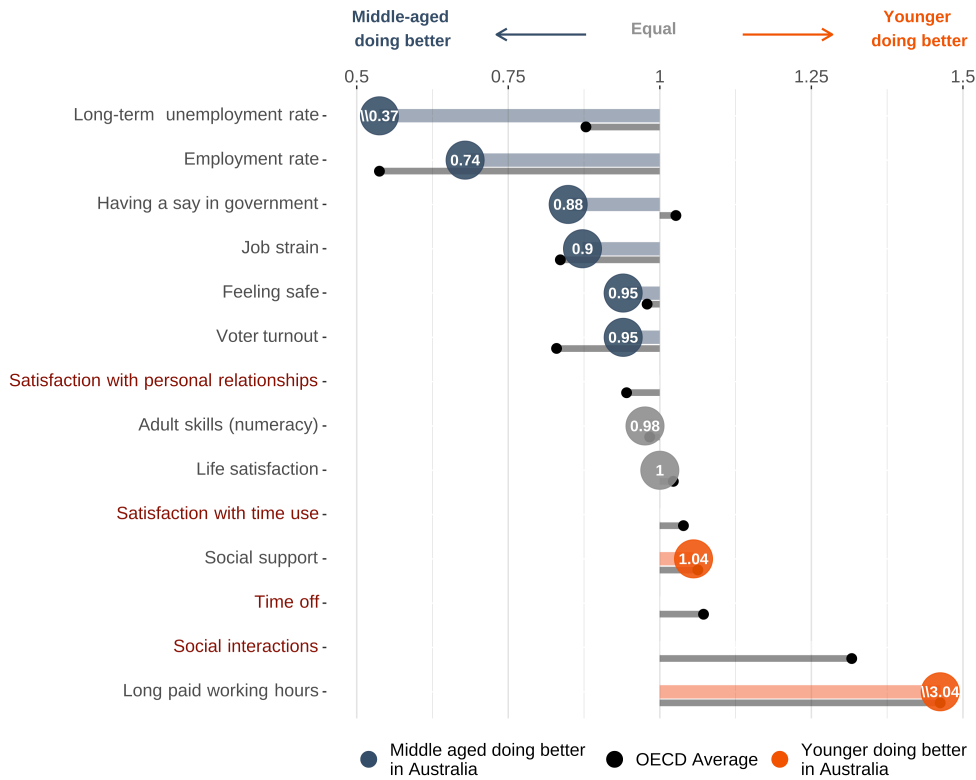 Middle-aged
doing better
Equal
Younger
doing better
0.5 0.75 1 1.25 1.5
Long-term  unemployment rate
\\0.37
Employment rate
0.74
Having a say in government
0.88
Job strain
0.9
Feeling safe
0.95
Voter turnout
0.95
Satisfaction with personal relationships
Adult skills (numeracy)
0.98
Life satisfaction
1
Satisfaction with time use
Social support
1.04
Time off
Social interactions
Long paid working hours
\\3.04
Middle aged doing better
in Australia
OECD Average
Younger doing better
in Australia